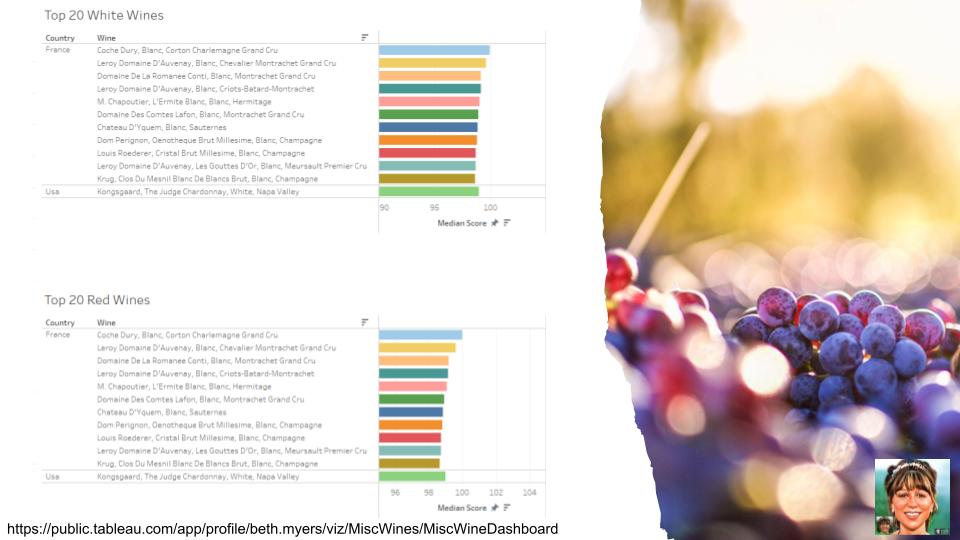 Top 20 White Wines
Country Wine
France Coche Dury, Blanc, Corton Charlemagne Grand Cru
Leroy Domaine D'Auvenay, Blanc, Chevalier Montrachet Grand Cru
Domaine De La Romanee Conti, Blanc, Montrachet Grand Cru
Leroy Domaine D'Auvenay, Blanc, Criots-Batard-Montrachet
M. Chapoutier, L'Ermite Blanc, Blanc, Hermitage
Domaine Des Comtes Lafon, Blanc, Montrachet Grand Cru
Chateau D'Yquem, Blanc, Sauternes
Dom Perignon, Oenotheque Brut Millesime, Blanc, Champagne
Louis Roederer, Cristal Brut Millesime, Blanc, Champagne
Leroy Domaine D'Auvenay, Les Gouttes D'Or, Blanc, Meursault Premier Cru
Krug, Clos Du Mesnil Blanc De Blancs Brut, Blanc, Champagne
Usa Kongsgaard, The Judge Chardonnay, White, Napa Valley
90 95 100
Median Score
Top 20 Red Wines
Country Wine
France Coche Dury, Blanc, Corton Charlemagne Grand Cru
Leroy Domaine D'Auvenay, Blanc, Chevalier Montrachet Grand Cru
Domaine De La Romanee Conti, Blanc, Montrachet Grand Cru
Leroy Domaine D'Auvenay, Blanc, Criots-Batard-Montrachet
M. Chapoutier, L'Ermite Blanc, Blanc, Hermitage
Domaine Des Comtes Lafon, Blanc, Montrachet Grand Cru
Chateau D'Yquem, Blanc, Sauternes
Dom Perignon, Oenotheque Brut Millesime, Blanc, Champagne
Louis Roederer, Cristal Brut Millesime, Blanc, Champagne
Leroy Domaine D'Auvenay, Les Gouttes D'Or, Blanc, Meursault Premier Cru
Krug, Clos Du Mesnil Blanc De Blancs Brut, Blanc, Champagne
Usa Kongsgaard, The Judge Chardonnay, White, Napa Valley
96 98 100 102 104
Median Score
https://public.tableau.com/app/profile/beth.myers/viz/MiscWines/MiscWineDashboard